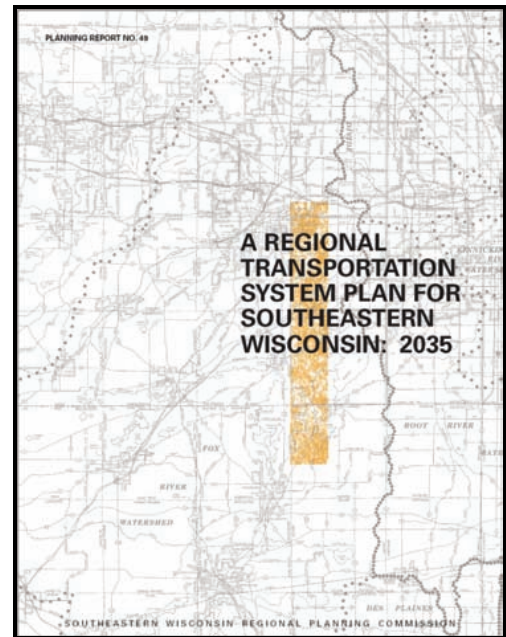 PLANNING REPORT NO. 49
A REGIONAL
TRANSPORTATION
SYSTEM PLAN FOR
SOUTHEASTERN
WISCONSIN: 2035
ROOT RIVER
FOX
RIVER
WATERSHED
DES PLAINES
SOUTHEASTERN WISCONSIN REGIONAL PLANNING COMMISSION